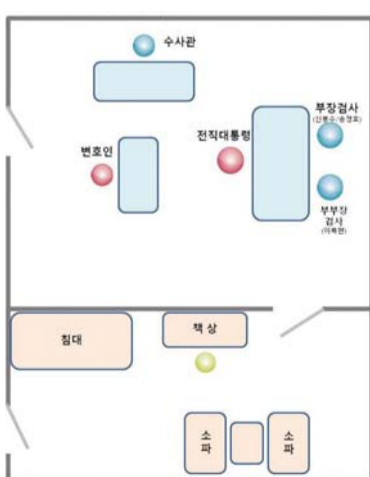 수사관
부장검사
(신봉수/송경호)
변호인
전직대통령
부부장
검사
(이복현)
침대
책상
소
파
소
파